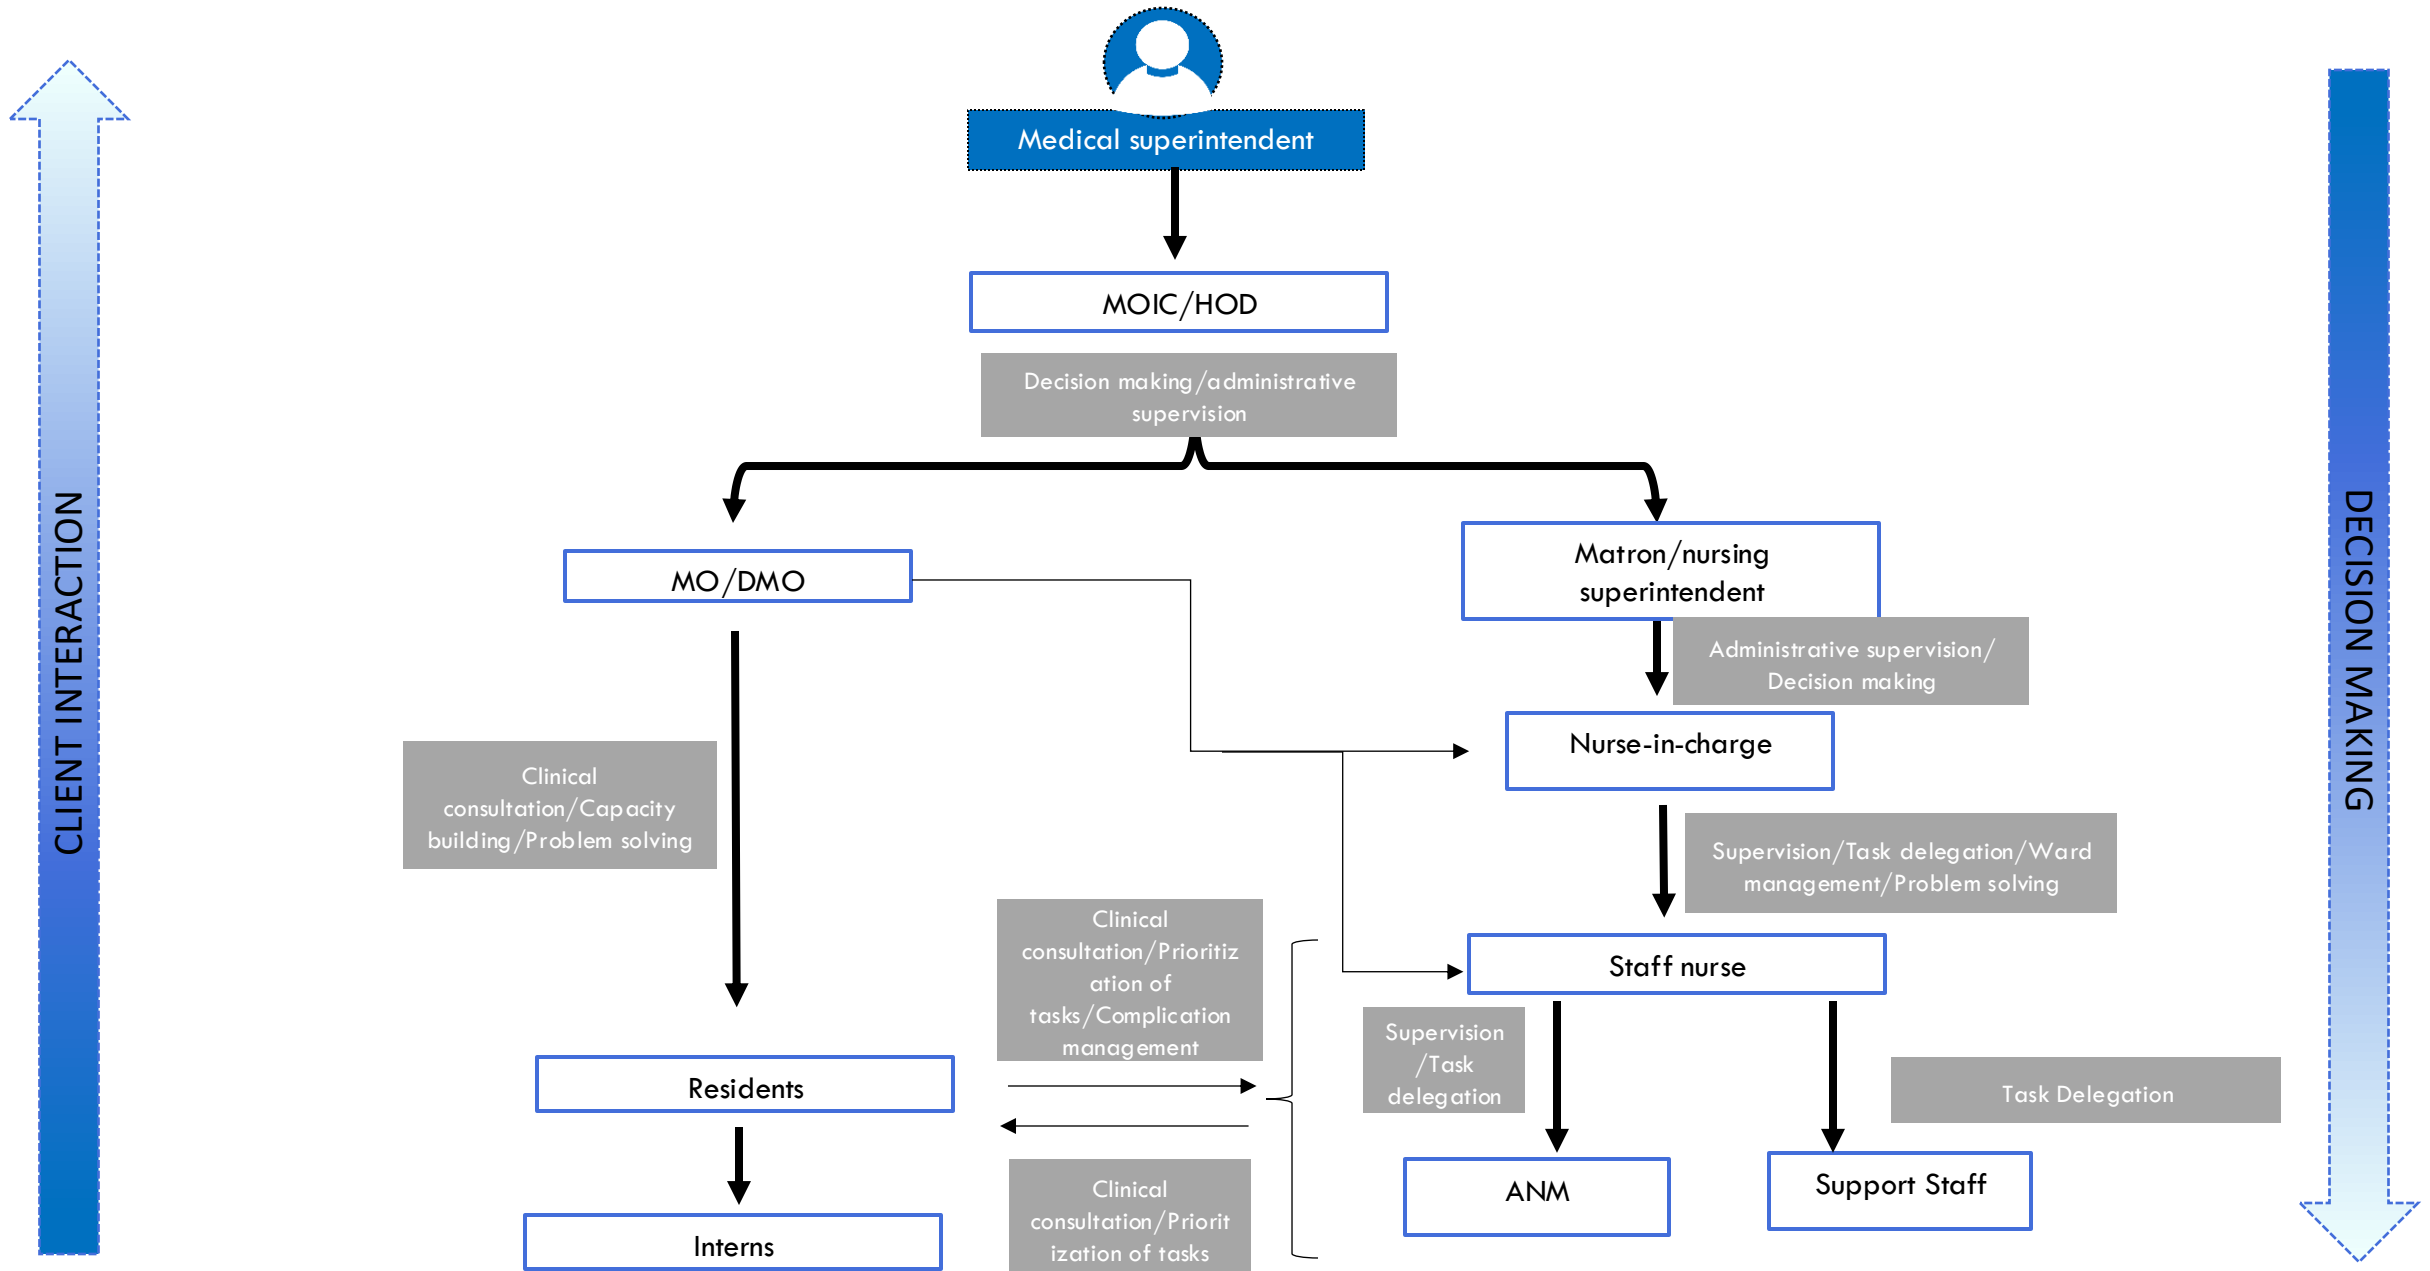 Medical superintendent
MOIC/HOD
Decision making/administrative
supervision
CLIENT INTERACTION
DECISION MAKING
MO/DMO
Matron/nursing
superintendent
Administrative supervision/
Decision making
Nurse-in-charge
Clinical
consultation/Capacity
building/Problem solving
Supervision/Task delegation/Ward
management/Problem solving
Clinical
consultation/Prioritiz
ation of
tasks/Complication
management
Staff nurse
Supervision
/Task
delegation
Task Delegation
Residents
Clinical
consultation/Priorit
ization of tasks
ANM
Support Staff
Interns